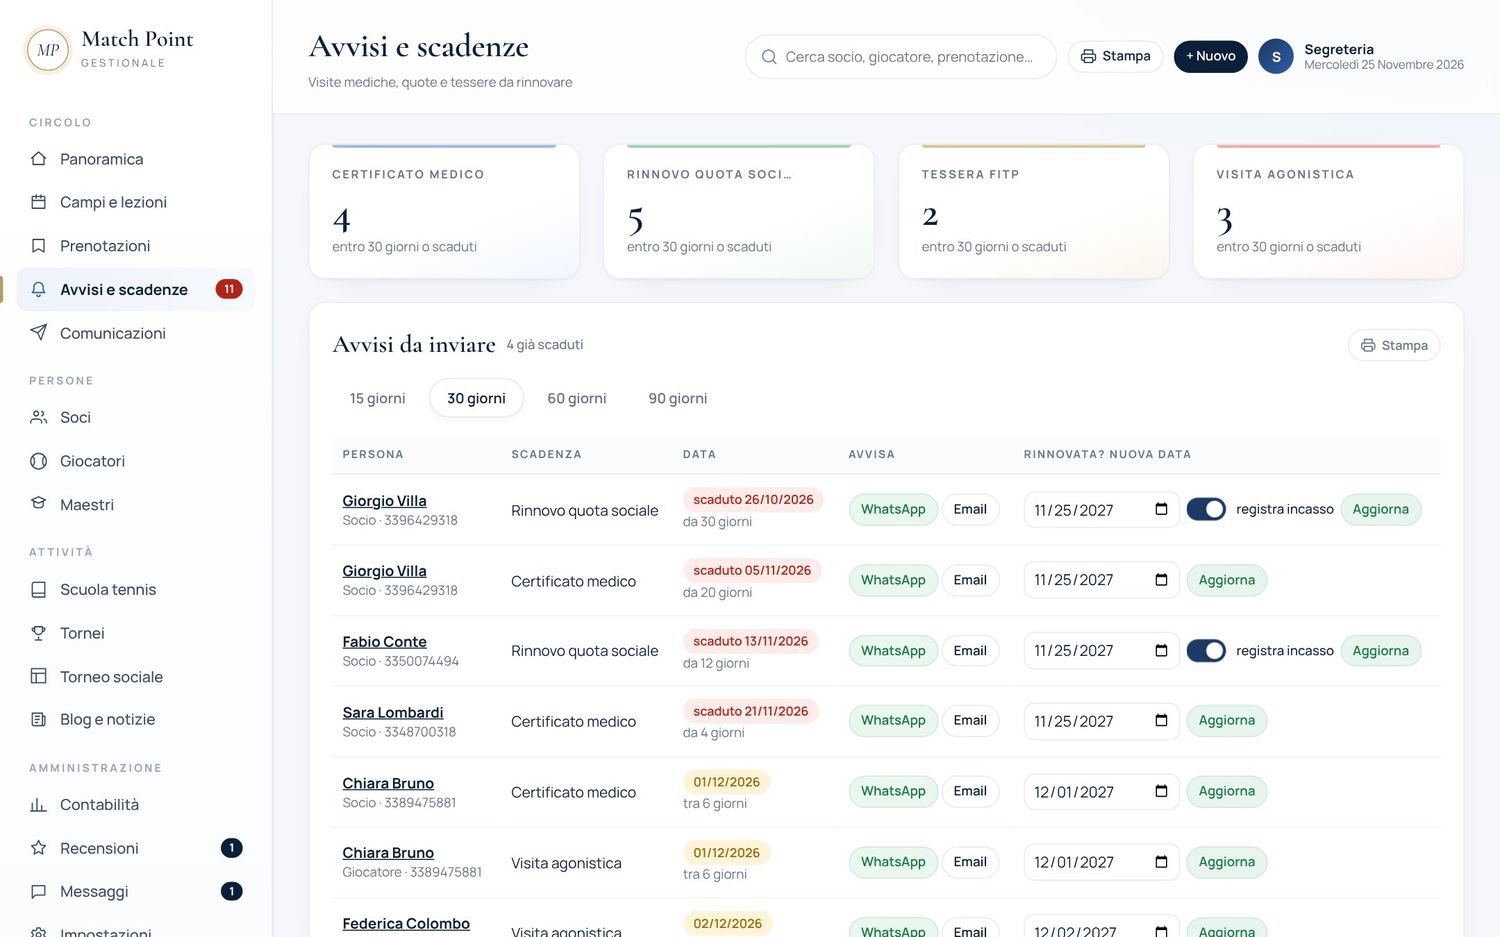 MP
Match Point
GESTIONALE
CIRCOLO
Panoramica
Campi e lezioni
Prenotazioni
Avvisi e scadenze 11
Comunicazioni
PERSONE
Soci
Giocatori
Maestri
ATTIVITÀ
Scuola tennis
Tornei
Torneo sociale
Blog e notizie
AMMINISTRAZIONE
Contabilità
Recensioni 1
Messaggi 1
Impostazioni
Avvisi e scadenze
Visite mediche, quote e tessere da rinnovare
Cerca socio, giocatore, prenotazione...
Stampa
+ Nuovo
S
Segreteria
Mercoledì 25 Novembre 2026
CERTIFICATO MEDICO
4
entro 30 giorni o scaduti
RINNOVO QUOTA SOCI...
5
entro 30 giorni o scaduti
TESSERA FITP
2
entro 30 giorni o scaduti
VISITA AGONISTICA
3
entro 30 giorni o scaduti
Avvisi da inviare 4 già scaduti
Stampa
15 giorni 30 giorni 60 giorni 90 giorni
PERSONA SCADENZA DATA AVVISA RINNOVATA? NUOVA DATA
Giorgio Villa
Socio · 3396429318
Rinnovo quota sociale
scaduto 26/10/2026
da 30 giorni
WhatsApp Email 11/25/2027 registra incasso Aggiorna
Giorgio Villa
Socio · 3396429318
Certificato medico
scaduto 05/11/2026
da 20 giorni
WhatsApp Email 11/25/2027 Aggiorna
Fabio Conte
Socio · 3350074494
Rinnovo quota sociale
scaduto 13/11/2026
da 12 giorni
WhatsApp Email 11/25/2027 registra incasso Aggiorna
Sara Lombardi
Socio · 3348700318
Certificato medico
scaduto 21/11/2026
da 4 giorni
WhatsApp Email 11/25/2027 Aggiorna
Chiara Bruno
Socio · 3389475881
Certificato medico
01/12/2026
tra 6 giorni
WhatsApp Email 12/01/2027 Aggiorna
Chiara Bruno
Giocatore · 3389475881
Visita agonistica
01/12/2026
tra 6 giorni
WhatsApp Email 12/01/2027 Aggiorna
Federica Colombo
Visita agonistica
02/12/2026
WhatsApp Email 12/02/2027 Aggiorna